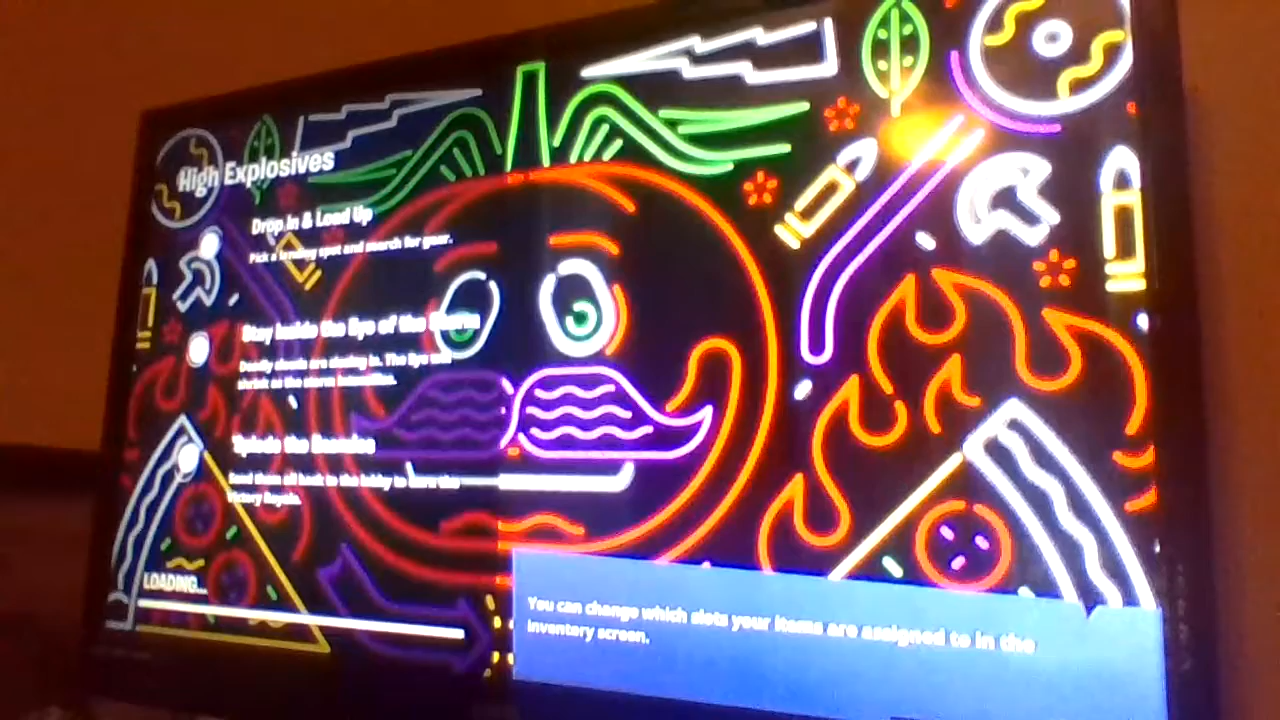 High Explosives
Drop In & Load Up
Pick a landing spot and search for gear.
Stay Inside the Eye of the Storm
Deadly clouds are closing in. The Eye will
shrink as the storm intensifies.
the Enemies
Send them all back to the lobby to earn the
Victory Royale.
LOADING...
You can change which slots your items are assigned to in the
inventory screen.